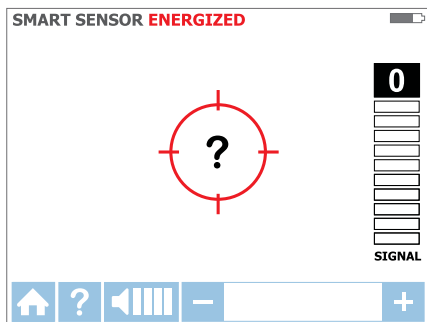 SMART SENSOR ENERGIZED
0
?
SIGNAL
? − +